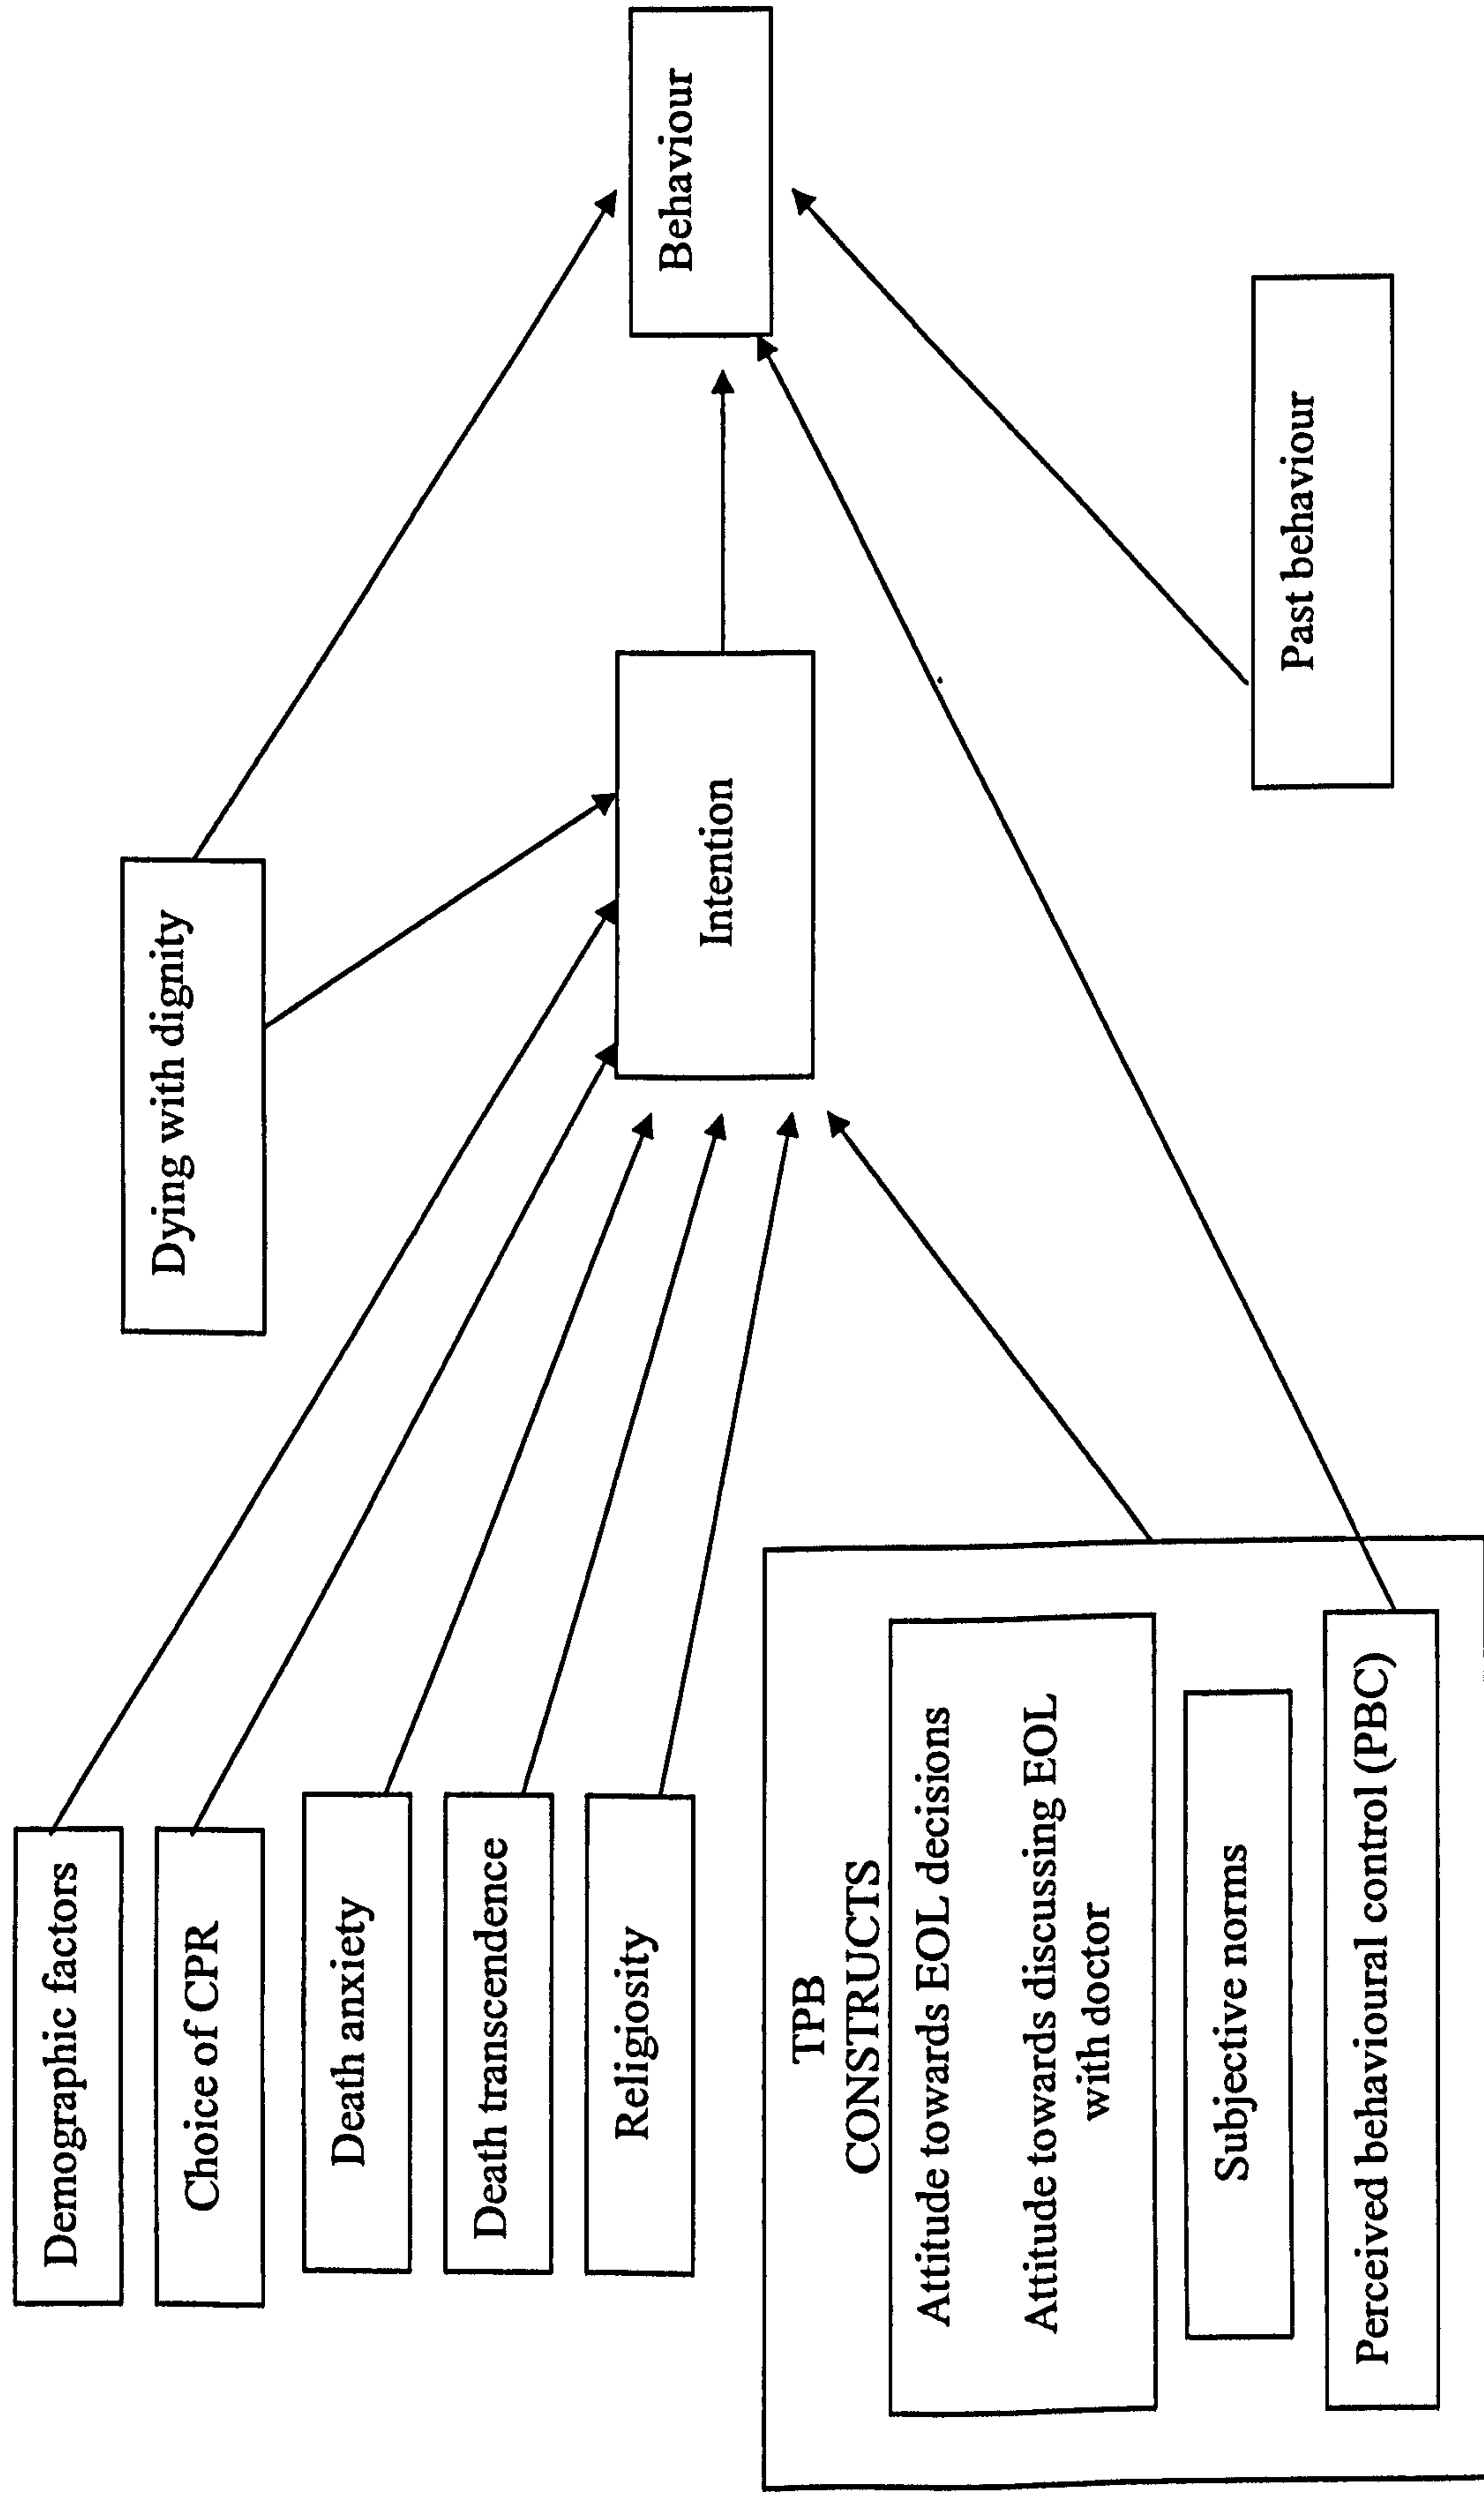 Demographic factors
Choice of CPR
Death anxiety
Death transcendence
Religiosity
TPB
CONSTRUCTS
Attitude towards EOL decisions
Attitude towards discussing EOL
with doctor
Subjective norms
Perceived behavioural control (PBC)
Dying with dignity
Intention
Behaviour
Past behaviour